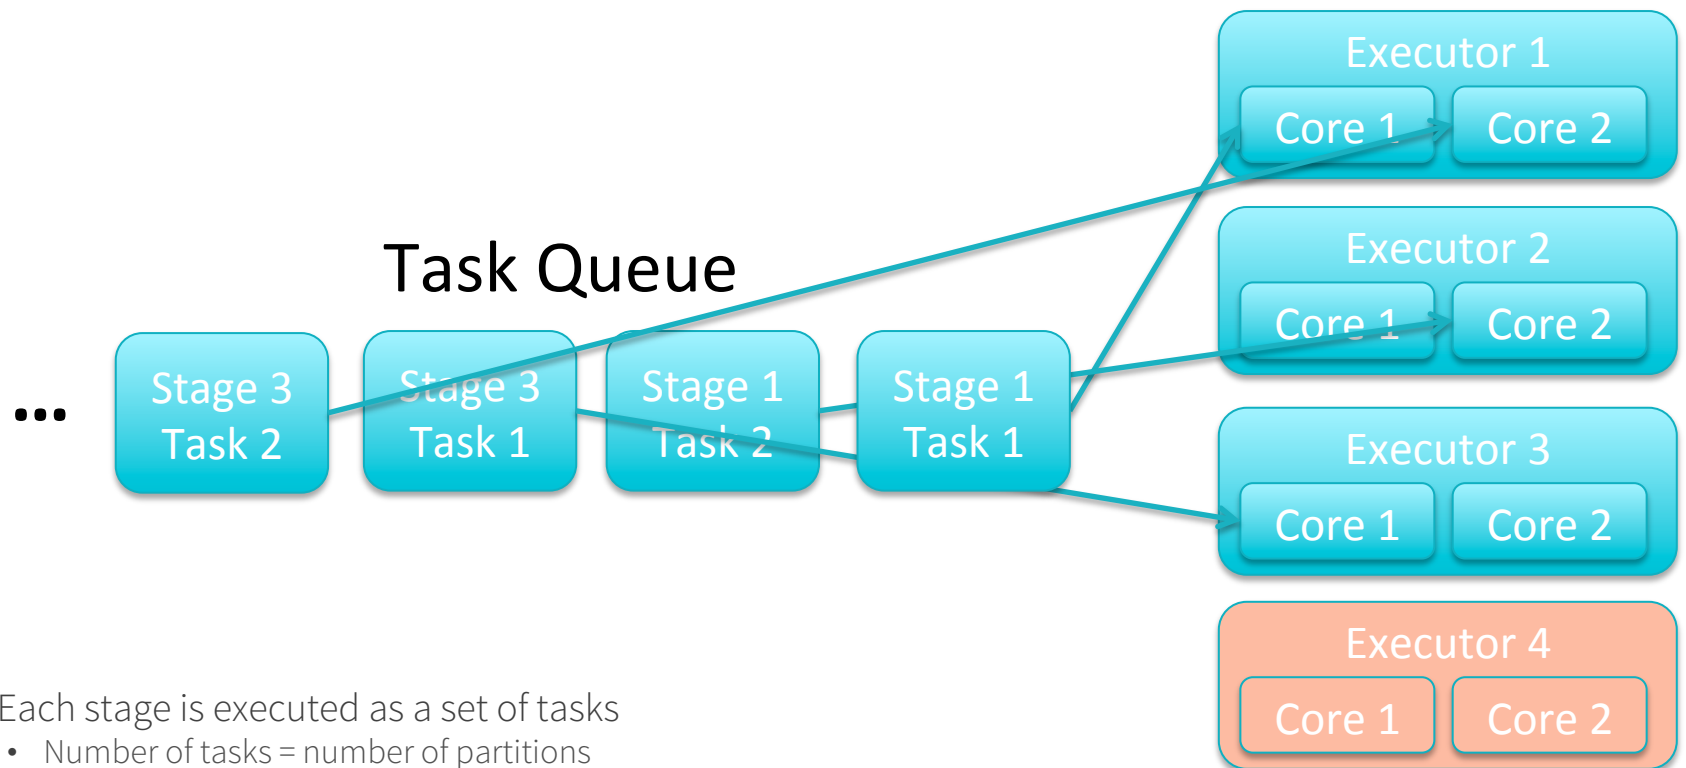 Executor 1
Core 1
Core 2
Executor 2
Core 1
Core 2
Task Queue
Stage 3
Task 2
Stage 3
Task 1
Stage 1
Task 2
Stage 1
Task 1
...
Executor 3
Core 1
Core 2
Executor 4
Core 1
Core 2
Each stage is executed as a set of tasks
• Number of tasks = number of partitions